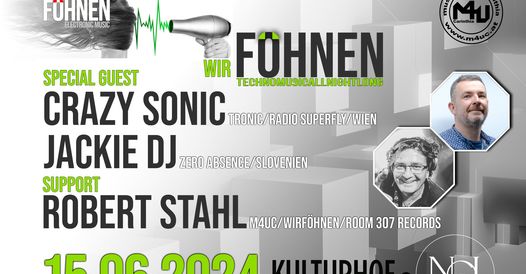 FÖHNEN
ELECTRONIC MUSIC
M4U
www.m4uc.at
WIR FÖHNEN
TECHNOMUSICALLNIGHTLONG
SPECIAL GUEST
CRAZY SONIC TRONIC/RADIO SUPERFLY/WIEN
JACKIE DJ ZERO ABSENCE/SLOVENIEN
SUPPORT
ROBERT STAHL M4UC/WIRFÖHNEN/ROOM 307 RECORDS
15.06.2024 KULTURHOF